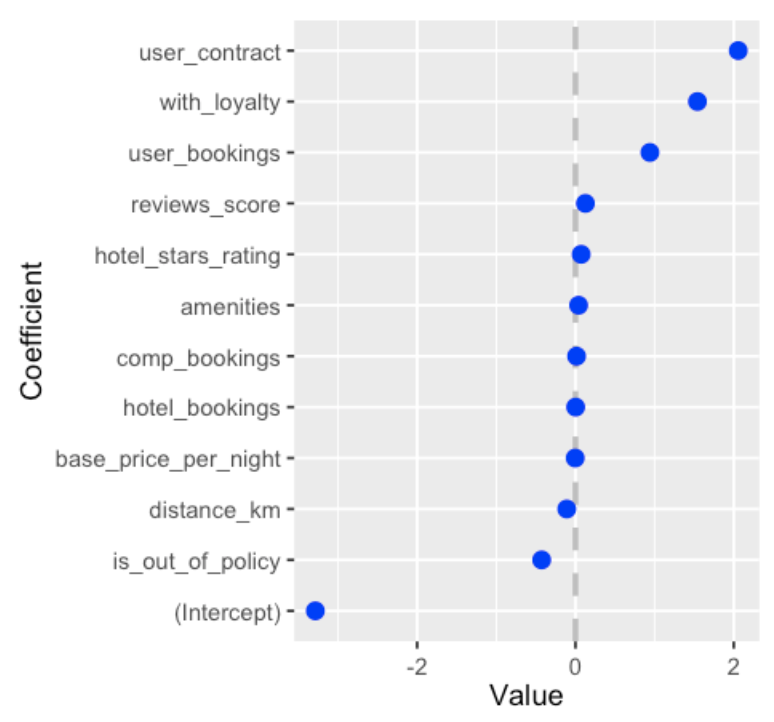 user_contract
with_loyalty
user_bookings
reviews_score
hotel_stars_rating
amenities
comp_bookings
hotel_bookings
base_price_per_night
distance_km
is_out_of_policy
(Intercept)
Coefficient
-2 0 2
Value